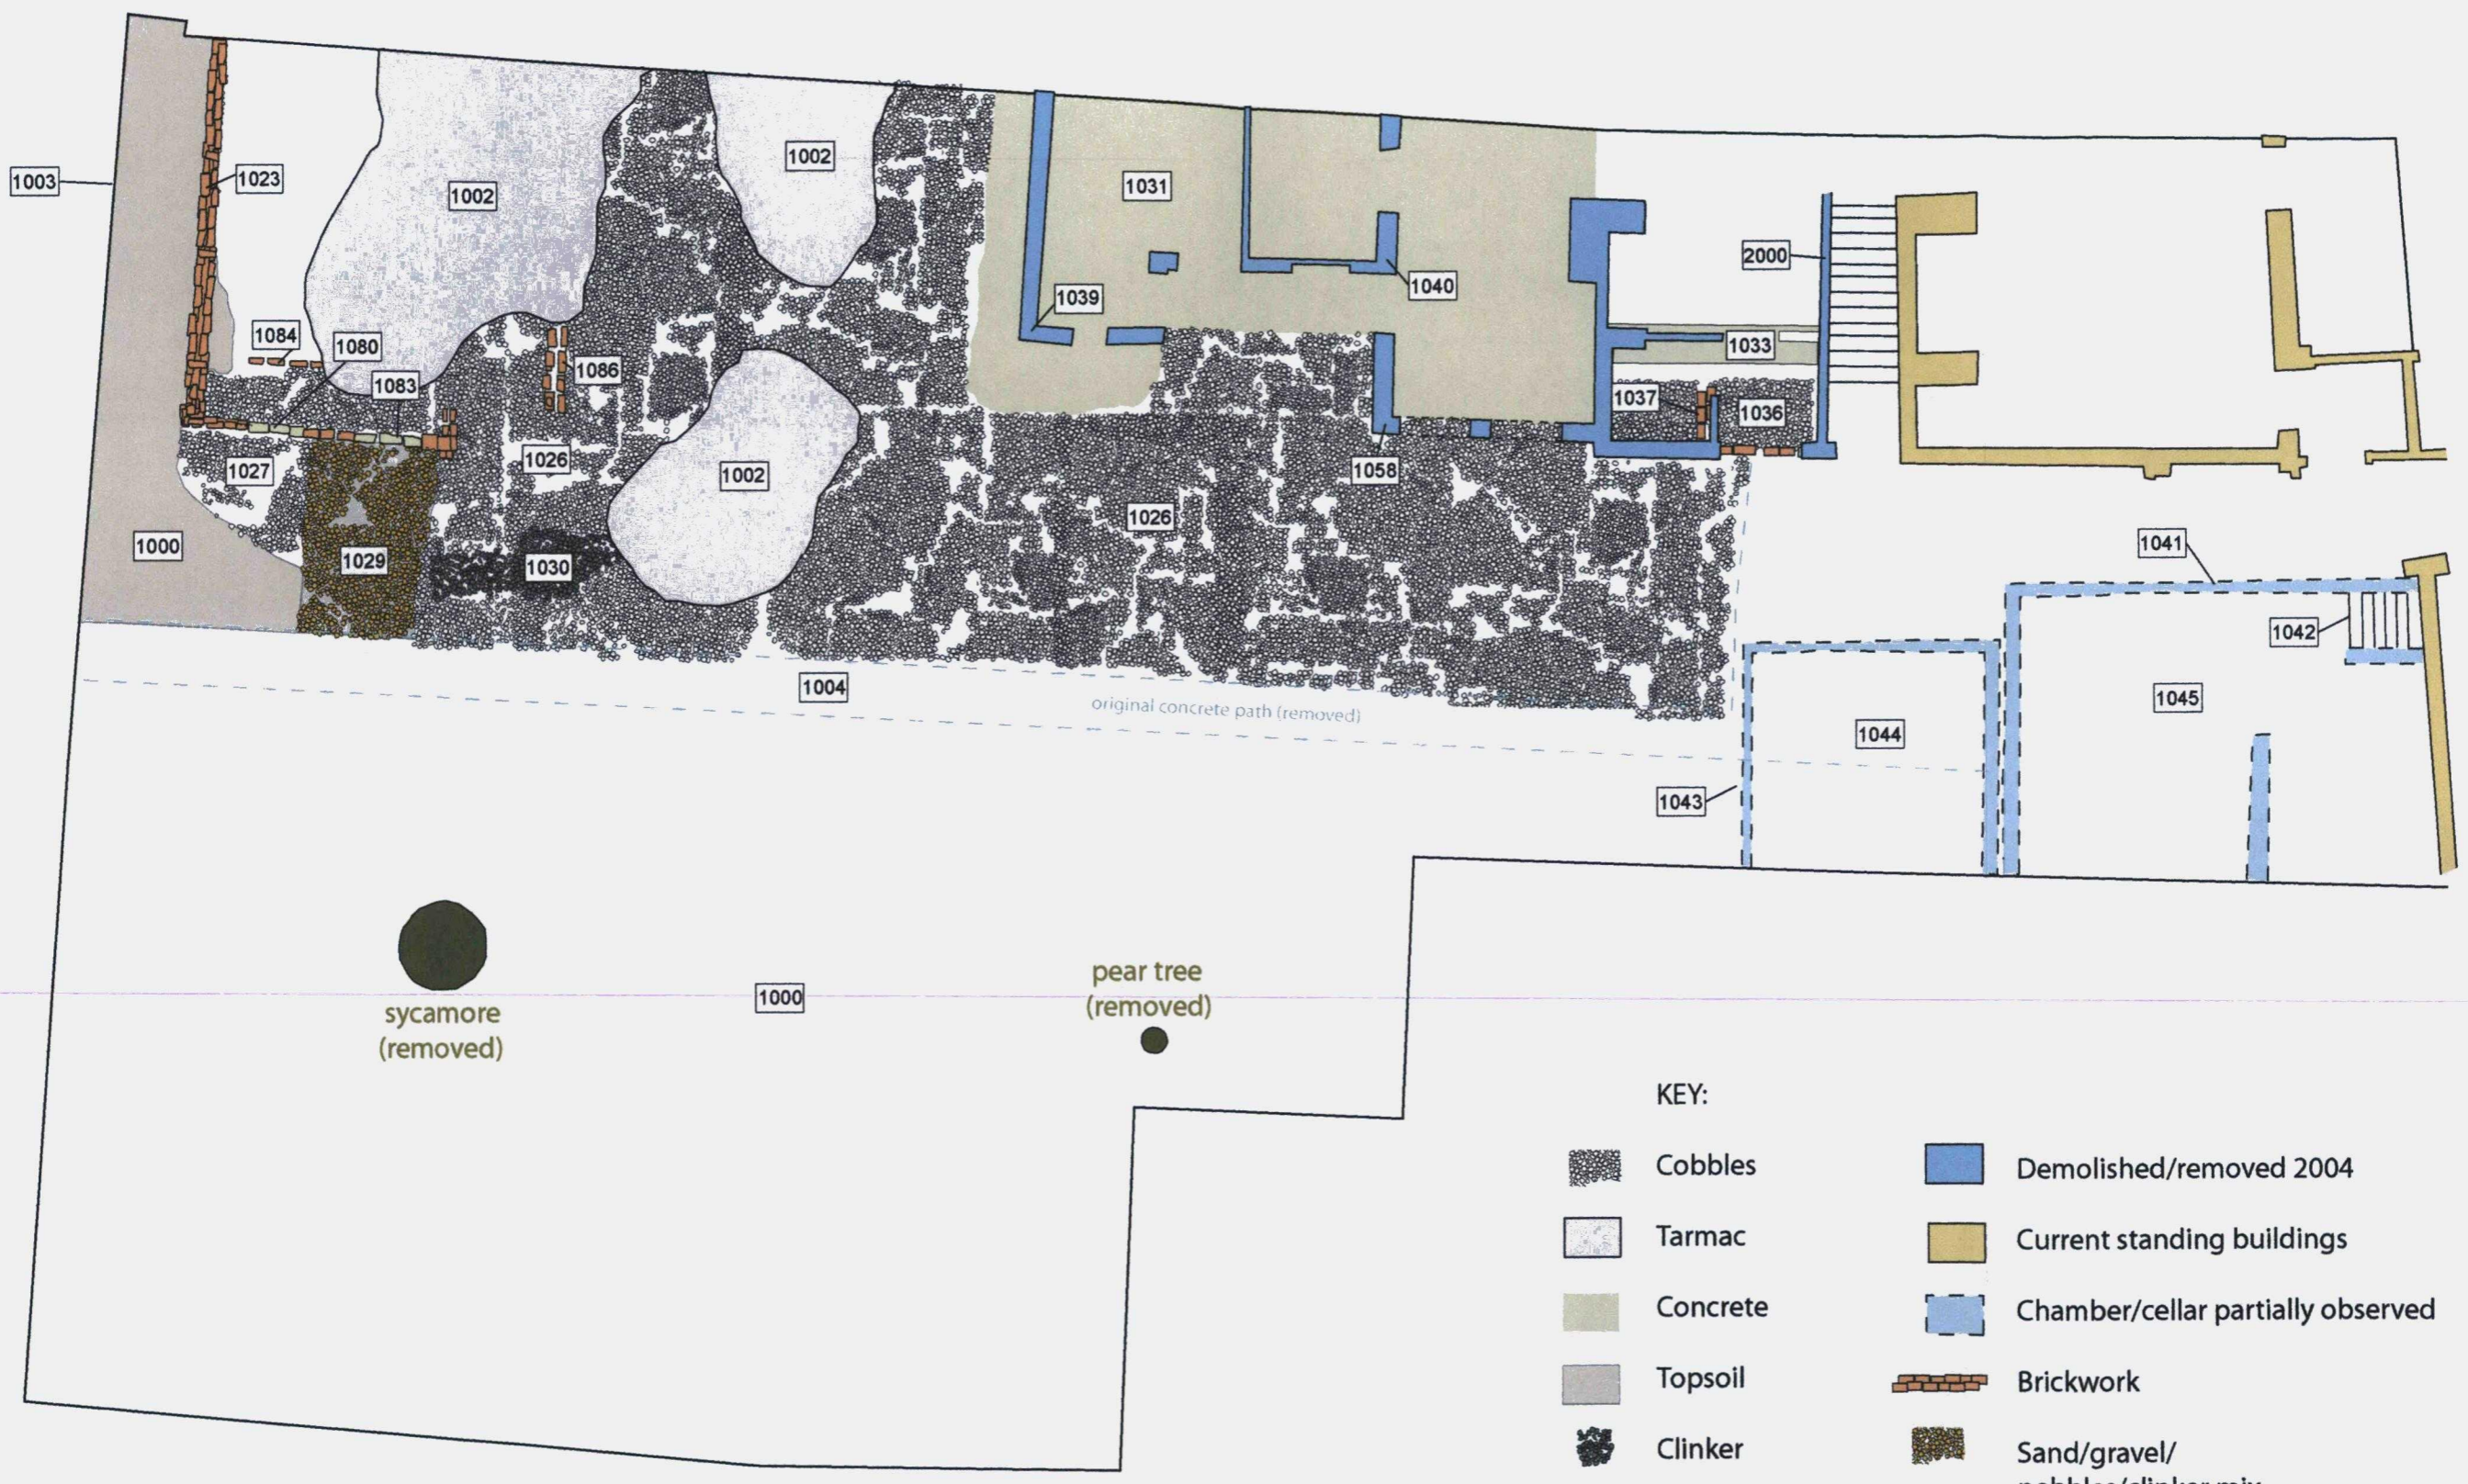 1003
1023
1002
1002
1031
2000
1039
1040
1084
1080
1083
1086
1033
1037
1036
1027
1026
1002
1058
1026
1000
1029
1030
1041
1042
1004
original concrete path (removed)
1045
1044
1043
sycamore
(removed)
1000
pear tree
(removed)
KEY:
Cobbles
Tarmac
Concrete
Topsoil
Clinker
Demolished/removed 2004
Current standing buildings
Chamber/cellar partially observed
Brickwork
Sand/gravel/
pebbles/clinker mix